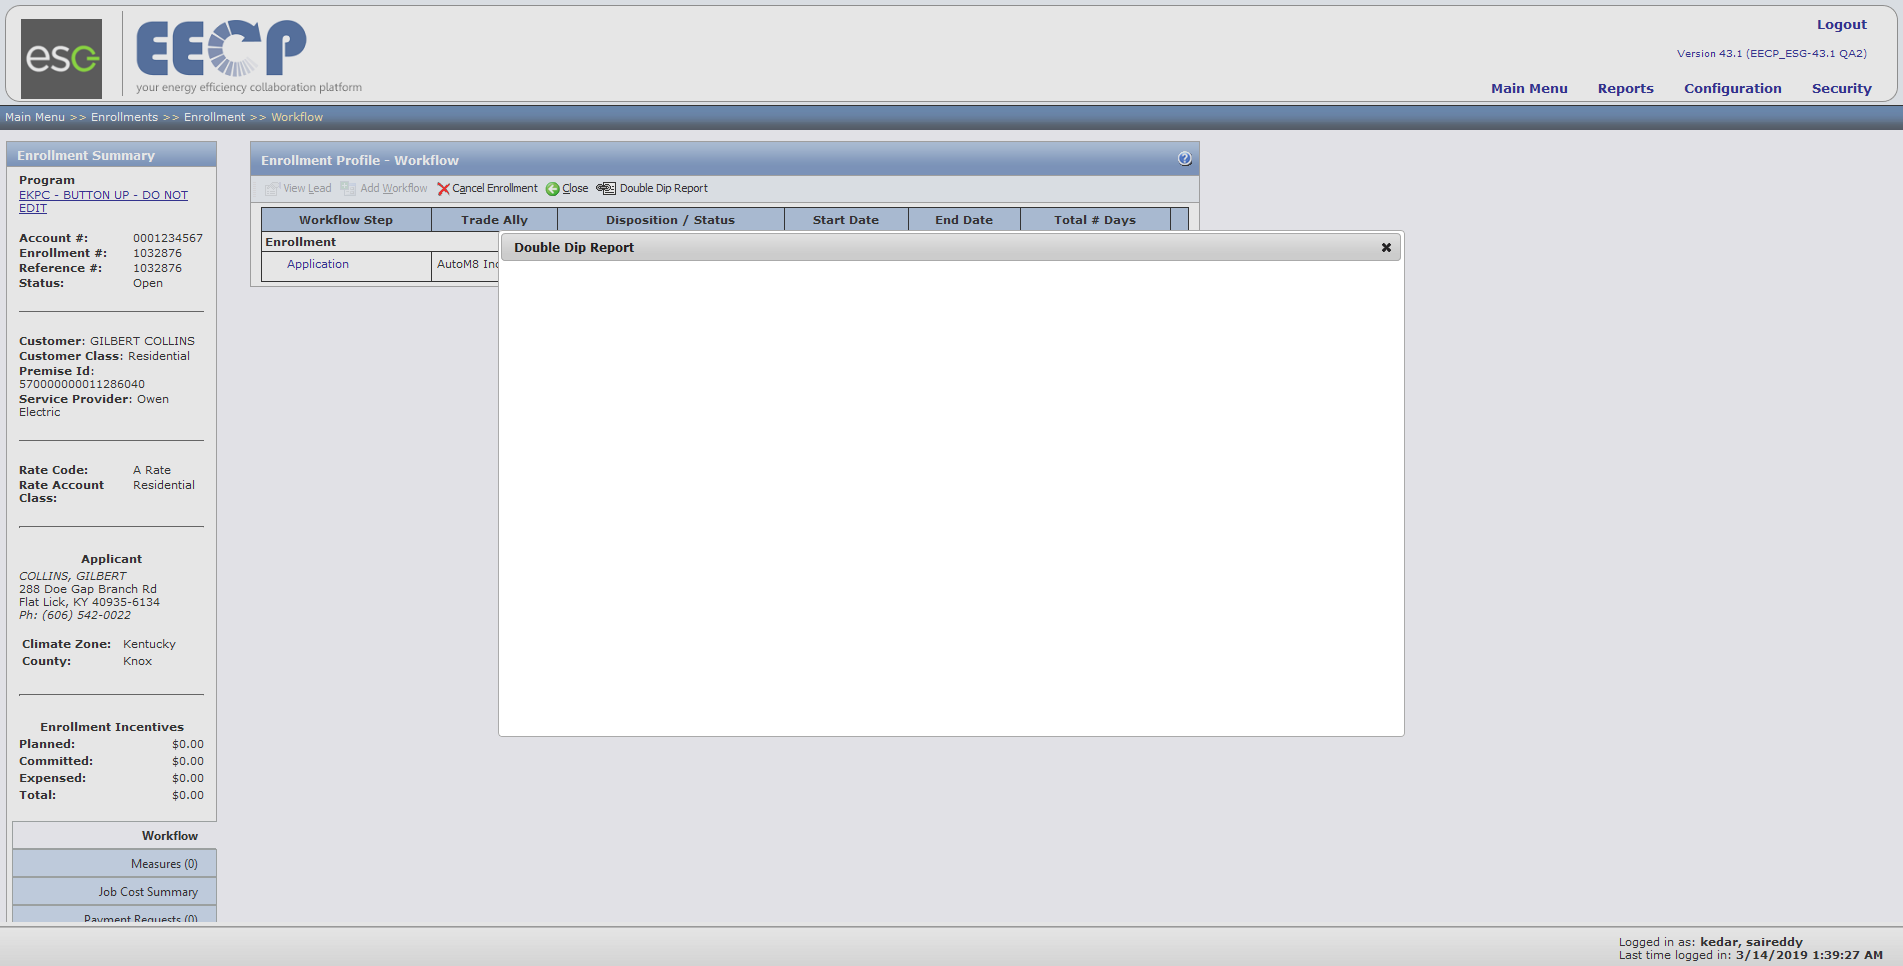 esg
EECP
your energy efficiency collaboration platform
Logout
Version 43.1 (EECP_ESG-43.1 QA2)
Main Menu Reports Configuration Security
Main Menu >> Enrollments >> Enrollment >> Workflow
Enrollment Summary
Program
EKPC - BUTTON UP - DO NOT
EDIT
Account #: 0001234567
Enrollment #: 1032876
Reference #: 1032876
Status: Open
Customer: GILBERT COLLINS
Customer Class: Residential
Premise Id:
570000000011286040
Service Provider: Owen
Electric
Rate Code: A Rate
Rate Account Residential
Class:
Applicant
COLLINS, GILBERT
288 Doe Gap Branch Rd
Flat Lick, KY 40935-6134
Ph: (606) 542-0022
Climate Zone: Kentucky
County: Knox
Enrollment Incentives
Planned: $0.00
Committed: $0.00
Expensed: $0.00
Total: $0.00
Workflow
Measures (0)
Job Cost Summary
Payment Requests (0)
Enrollment Profile - Workflow
View Lead Add Workflow Cancel Enrollment Close Double Dip Report
Workflow Step Trade Ally Disposition / Status Start Date End Date Total # Days
Enrollment
Application AutoM8 Inc
Double Dip Report
Logged in as: kedar, saireddy
Last time logged in: 3/14/2019 1:39:27 AM